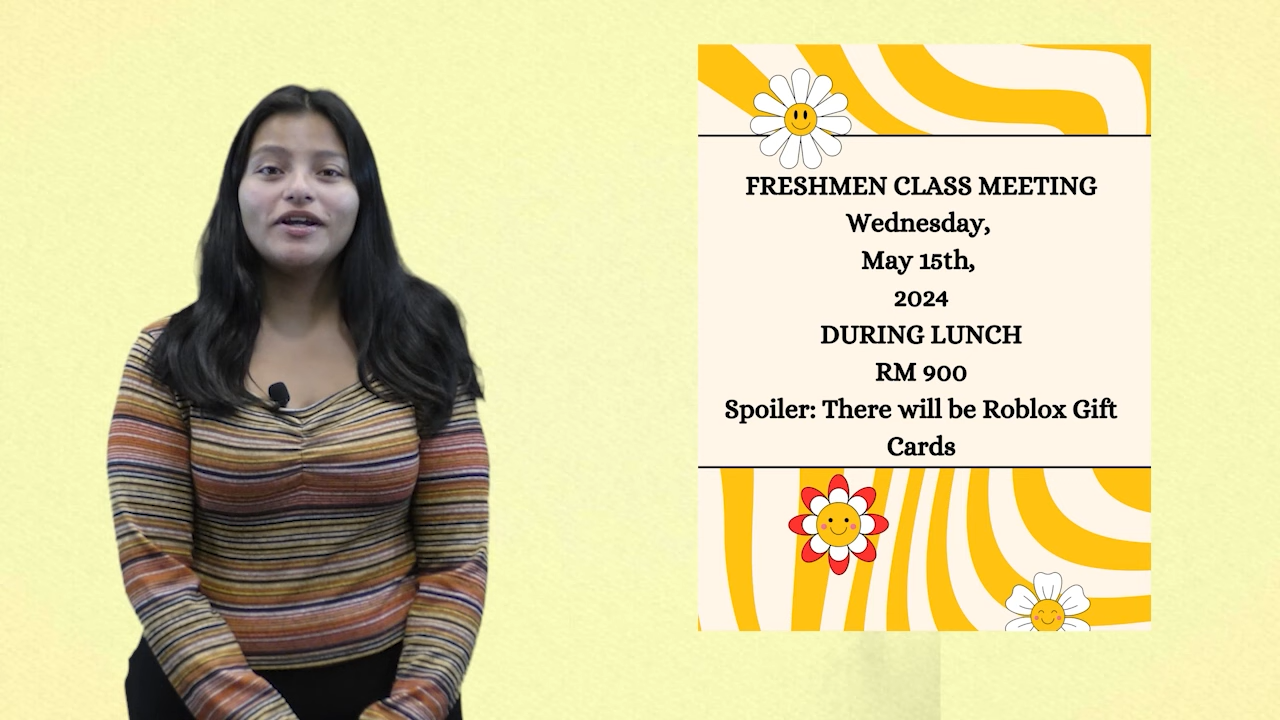 FRESHMEN CLASS MEETING
Wednesday,
May 15th,
2024
DURING LUNCH
RM 900
Spoiler: There will be Roblox Gift
Cards